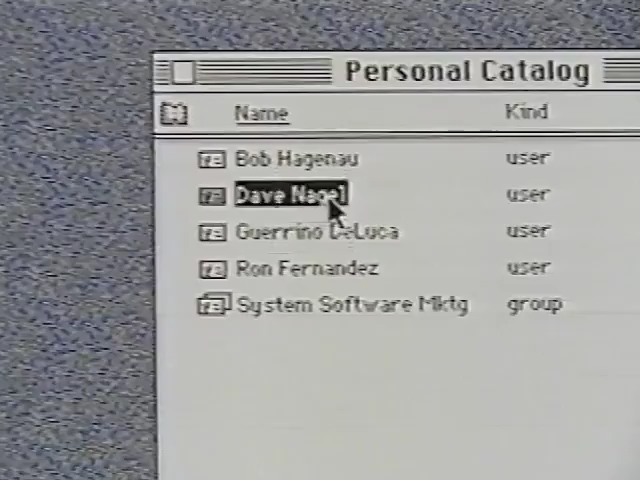 Personal Catalog
Name Kind
Bob Hagenau user
Dave Nagel user
Guerrino DeLuca user
Ron Fernandez user
System Software Mktg group